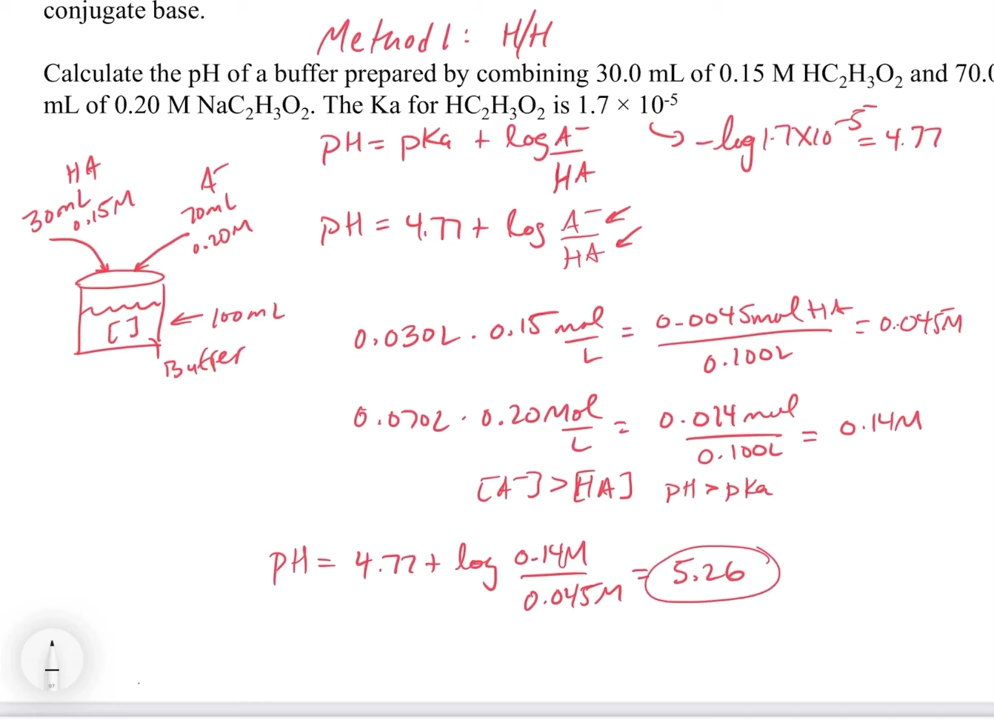 conjugate base.
Method 1: H/H
Calculate the pH of a buffer prepared by combining 30.0 mL of 0.15 M HC₂H₃O₂ and 70.0
mL of 0.20 M NaC₂H₃O₂. The Ka for HC₂H₃O₂ is 1.7 × 10⁻⁵
pH = pKa + log A⁻/HA → -log 1.7X10⁻⁵ = 4.77
HA
30mL
0.15M
A⁻
70mL
0.20M
pH = 4.77 + log A⁻/HA
[ ] ← 100mL
Buffer
0.030L · 0.15 mol/L = 0.0045mol HA/0.100L = 0.045M
0.070L · 0.20 Mol/L = 0.014 mol/0.100L = 0.14M
[A⁻] > [HA] pH > pKa
pH = 4.77 + log 0.14M/0.045M = 5.26